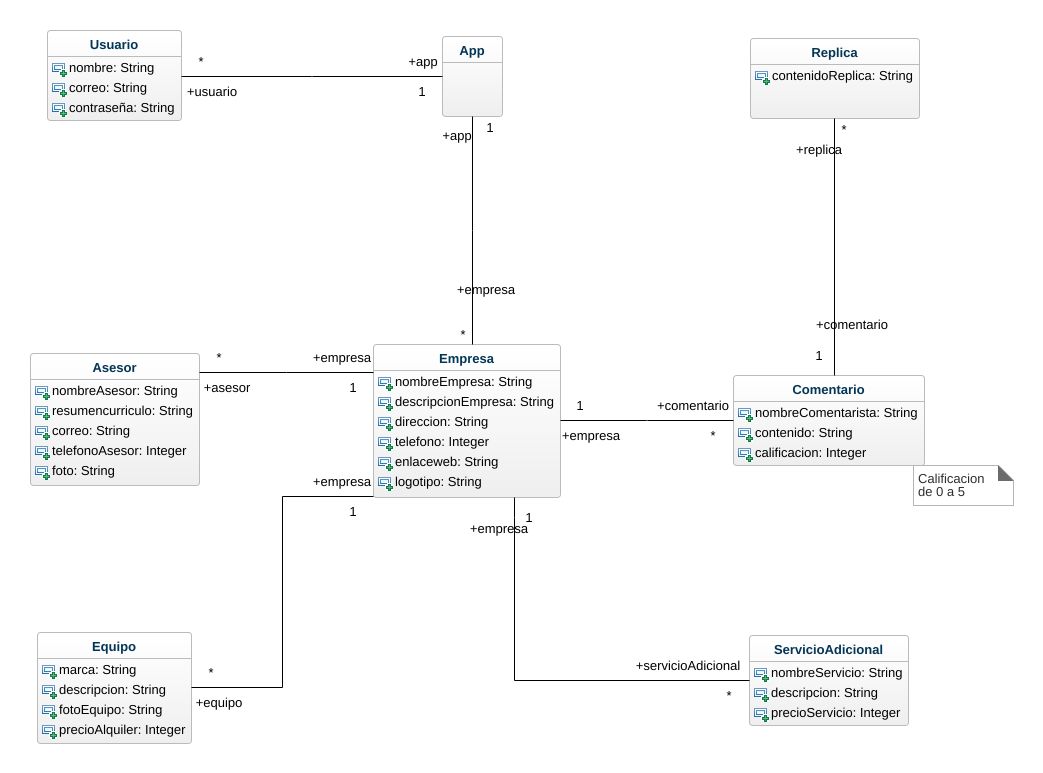 Usuario
nombre: String
correo: String
contraseña: String
*
+usuario
+app
1
App
1
+app
+empresa
*
Replica
contenidoReplica: String
*
+replica
+comentario
1
Asesor
nombreAsesor: String
resumencurriculo: String
correo: String
telefonoAsesor: Integer
foto: String
*
+asesor
+empresa
1
Empresa
nombreEmpresa: String
descripcionEmpresa: String
direccion: String
telefono: Integer
enlaceweb: String
logotipo: String
1
+empresa
+comentario
*
Comentario
nombreComentarista: String
contenido: String
calificacion: Integer
Calificacion
de 0 a 5
+empresa
1
1
+empresa
Equipo
marca: String
descripcion: String
fotoEquipo: String
precioAlquiler: Integer
*
+equipo
+servicioAdicional
*
ServicioAdicional
nombreServicio: String
descripcion: String
precioServicio: Integer